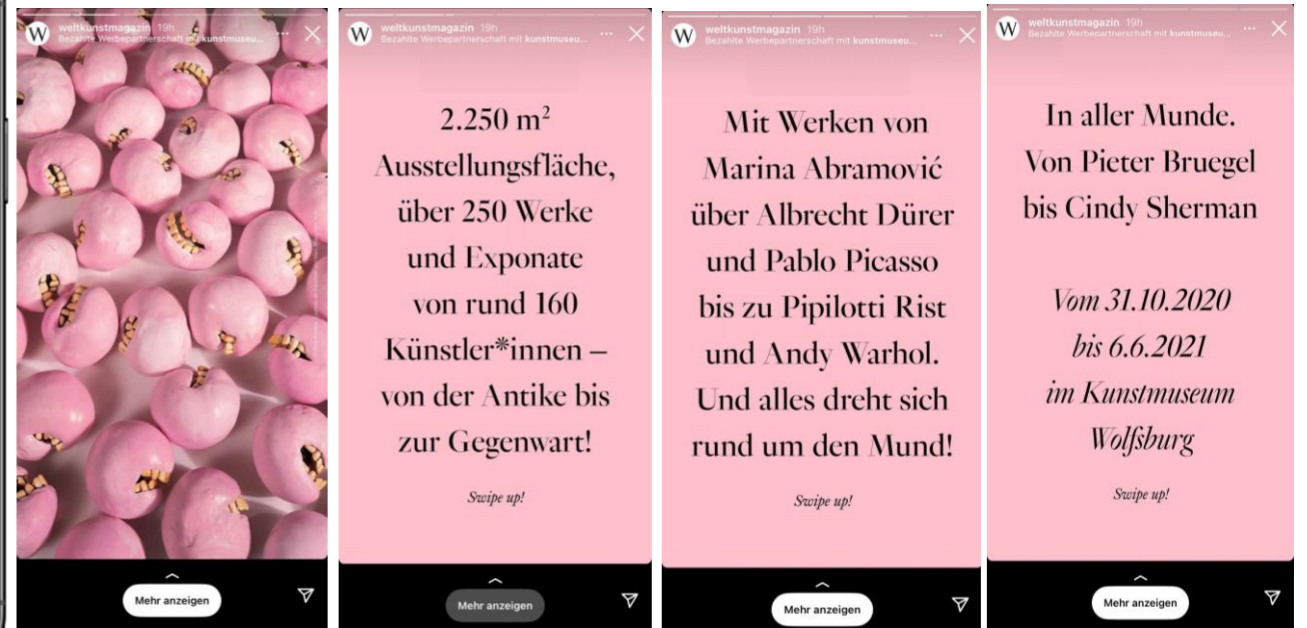 weltkunstmagazin 19h
Bezahlte Werbepartnerschaft mit kunstmuseu...
Mehr anzeigen
weltkunstmagazin 19h
Bezahlte Werbepartnerschaft mit kunstmuseu...
2.250 m²
Ausstellungsfläche,
über 250 Werke
und Exponate
von rund 160
Künstler*innen –
von der Antike bis
zur Gegenwart!
Swipe up!
Mehr anzeigen
weltkunstmagazin 19h
Bezahlte Werbepartnerschaft mit kunstmuseu...
Mit Werken von
Marina Abramović
über Albrecht Dürer
und Pablo Picasso
bis zu Pipilotti Rist
und Andy Warhol.
Und alles dreht sich
rund um den Mund!
Swipe up!
Mehr anzeigen
weltkunstmagazin 19h
Bezahlte Werbepartnerschaft mit kunstmuseu...
In aller Munde.
Von Pieter Bruegel
bis Cindy Sherman
Vom 31.10.2020
bis 6.6.2021
im Kunstmuseum
Wolfsburg
Swipe up!
Mehr anzeigen